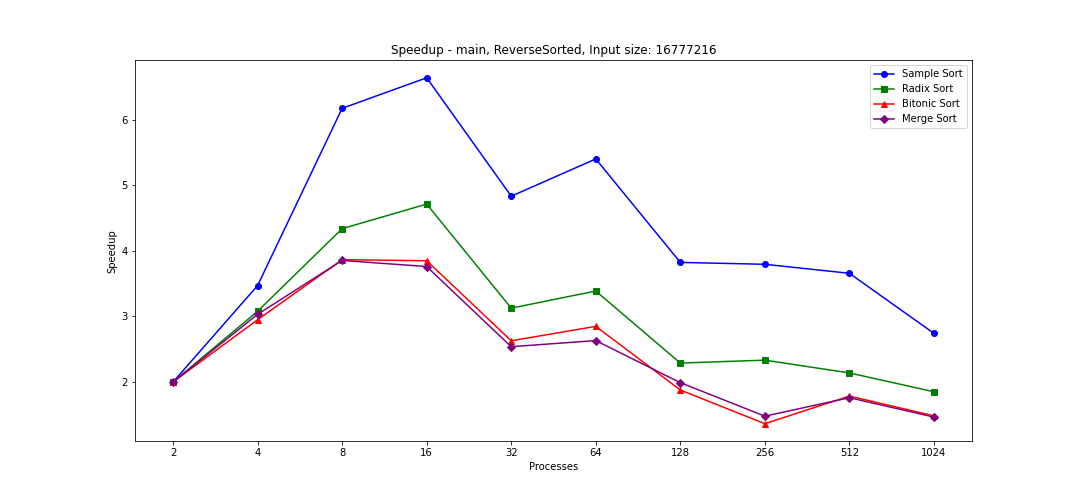 Speedup - main, ReverseSorted, Input size: 16777216
Sample Sort
Radix Sort
Bitonic Sort
Merge Sort
Speedup
6
5
4
3
2
2 4 8 16 32 64 128 256 512 1024
Processes